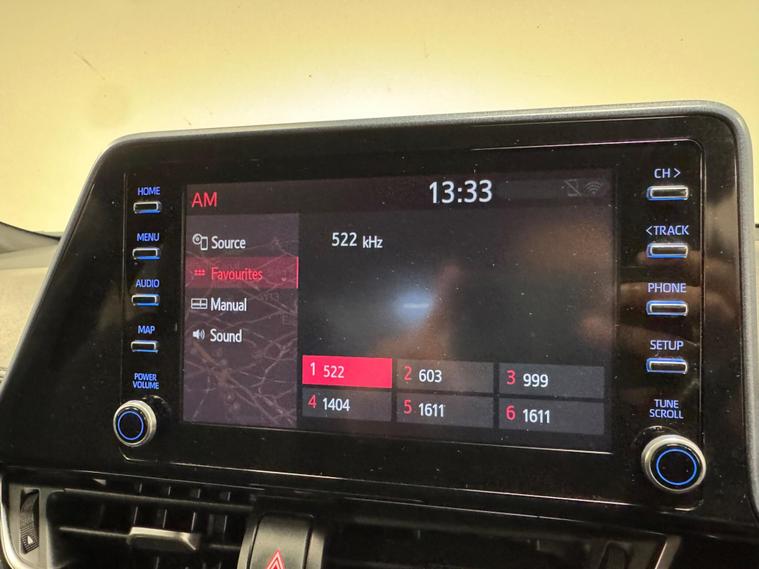 HOME
MENU
AUDIO
MAP
POWER
VOLUME
AM
13:33
Source
Favourites
Manual
Sound
522 kHz
1 522
2 603
3 999
4 1404
5 1611
6 1611
CH >
< TRACK
PHONE
SETUP
TUNE
SCROLL